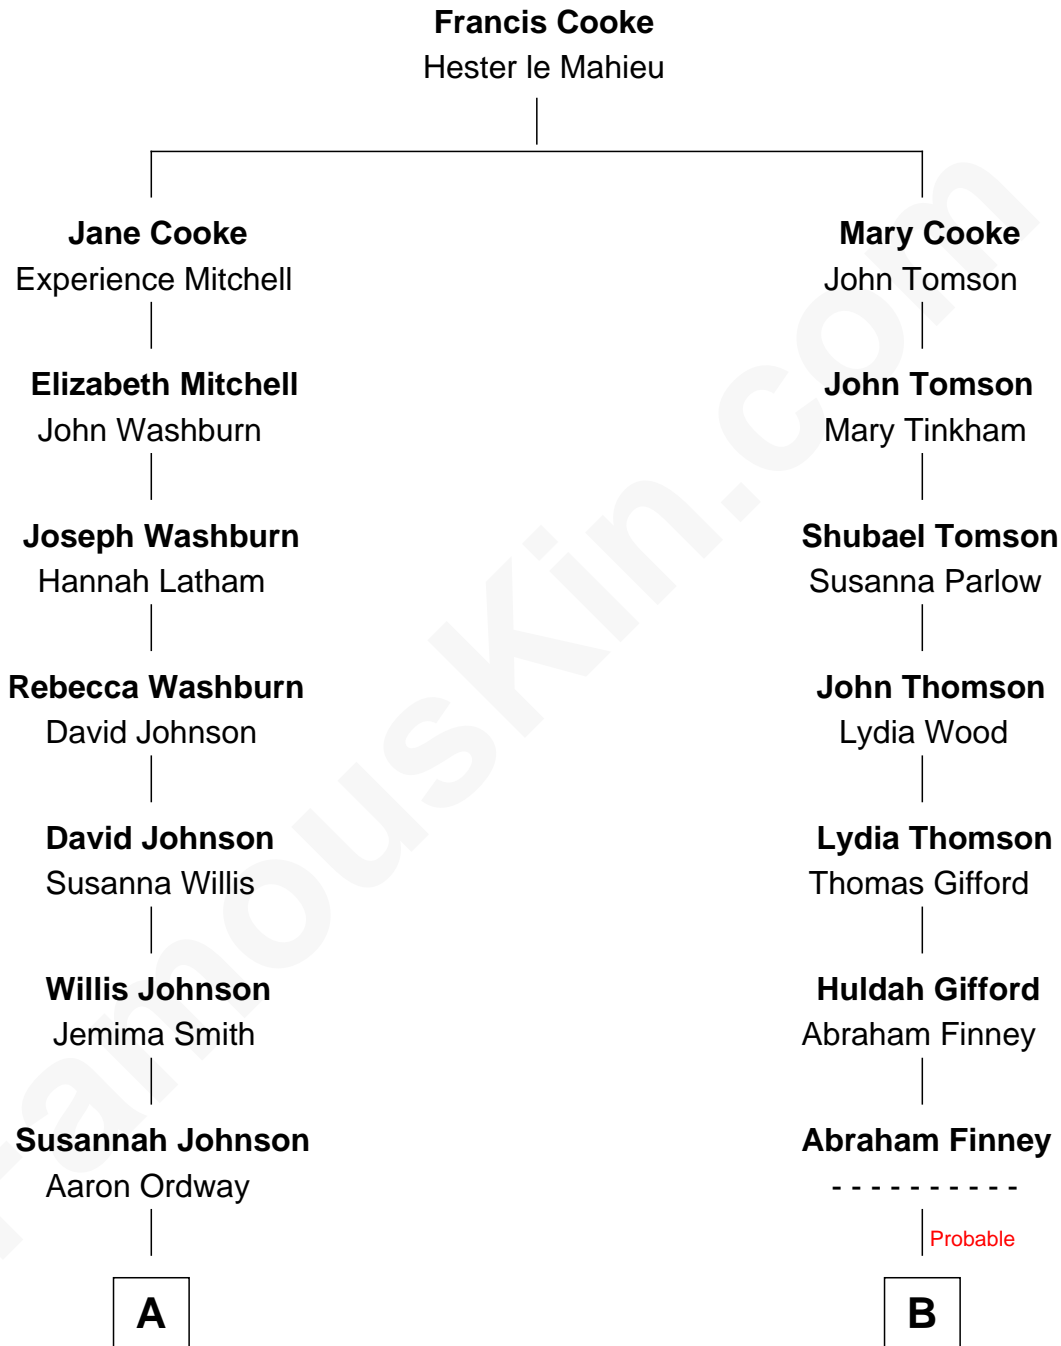 Francis Cooke
Hester le Mahieu
Jane Cooke
Experience Mitchell
Mary Cooke
John Tomson
Elizabeth Mitchell
John Washburn
John Tomson
Mary Tinkham
Joseph Washburn
Hannah Latham
Shubael Tomson
Susanna Parlow
Rebecca Washburn
David Johnson
John Thomson
Lydia Wood
David Johnson
Susanna Willis
Lydia Thomson
Thomas Gifford
Willis Johnson
Jemima Smith
Huldah Gifford
Abraham Finney
Susannah Johnson
Aaron Ordway
Abraham Finney
- - - - - - - - - -
Probable
A
B
FamousKin.com